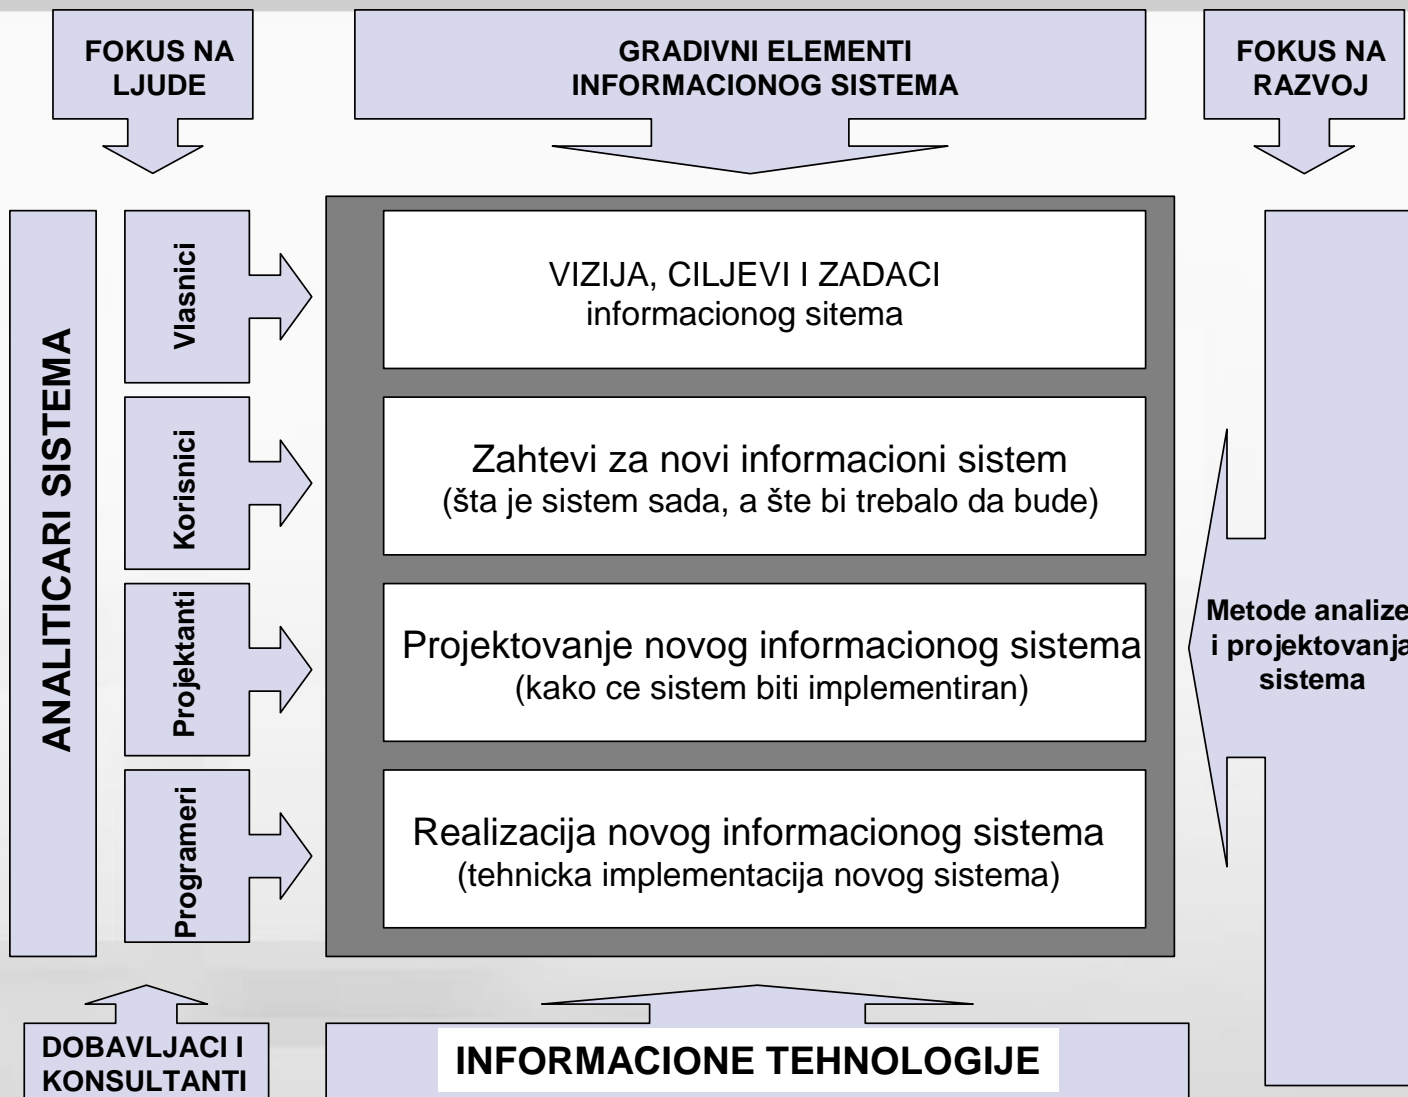 FOKUS NA
LJUDE
GRADIVNI ELEMENTI
INFORMACIONOG SISTEMA
FOKUS NA
RAZVOJ
ANALITICARI SISTEMA
Vlasnici
VIZIJA, CILJEVI I ZADACI
informacionog sitema
Korisnici
Zahtevi za novi informacioni sistem
(šta je sistem sada, a šte bi trebalo da bude)
Projektanti
Projektovanje novog informacionog sistema
(kako ce sistem biti implementiran)
Metode analize
i projektovanja
sistema
Programeri
Realizacija novog informacionog sistema
(tehnicka implementacija novog sistema)
DOBAVLJACI I
KONSULTANTI
INFORMACIONE TEHNOLOGIJE